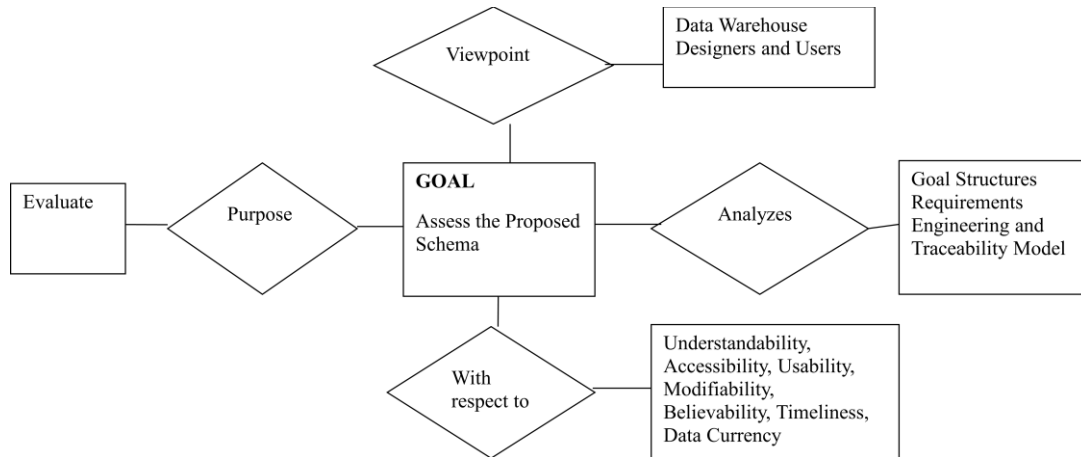 Viewpoint
Data Warehouse
Designers and Users
Evaluate
Purpose
GOAL
Assess the Proposed
Schema
Analyzes
Goal Structures
Requirements
Engineering and
Traceability Model
With
respect to
Understandability,
Accessibility, Usability,
Modifiability,
Believability, Timeliness,
Data Currency